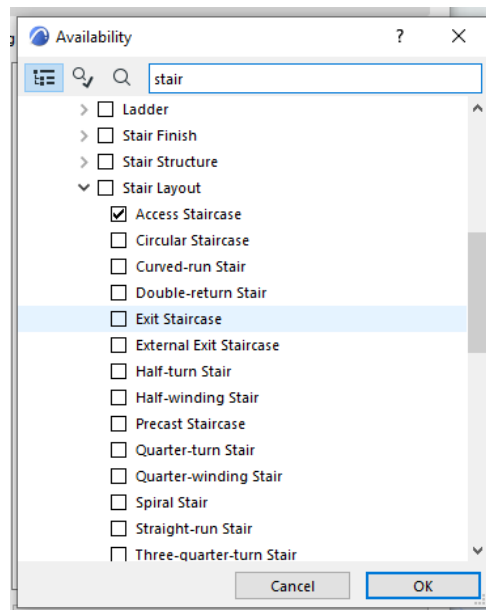 Availability
stair
Ladder
Stair Finish
Stair Structure
Stair Layout
Access Staircase
Circular Staircase
Curved-run Stair
Double-return Stair
Exit Staircase
External Exit Staircase
Half-turn Stair
Half-winding Stair
Precast Staircase
Quarter-turn Stair
Quarter-winding Stair
Spiral Stair
Straight-run Stair
Three-quarter-turn Stair
Cancel
OK